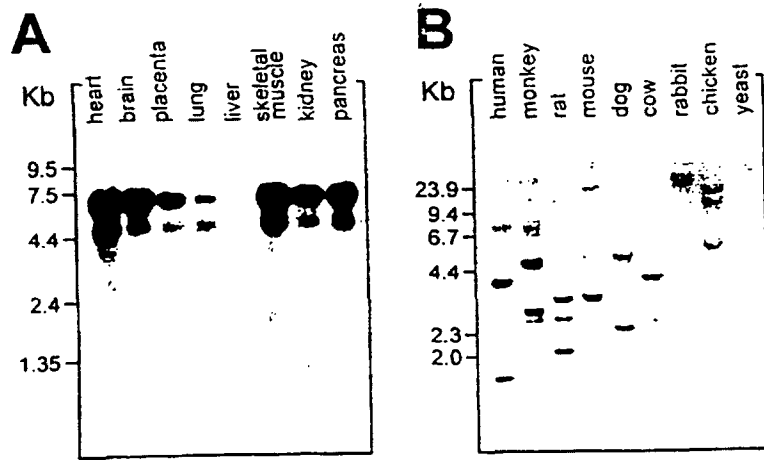 A
Kb
heart
brain
placenta
lung
liver
skeletal
muscle
kidney
pancreas
9.5
7.5
4.4
2.4
1.35
B
Kb
human
monkey
rat
mouse
dog
cow
rabbit
chicken
yeast
23.9
9.4
6.7
4.4
2.3
2.0